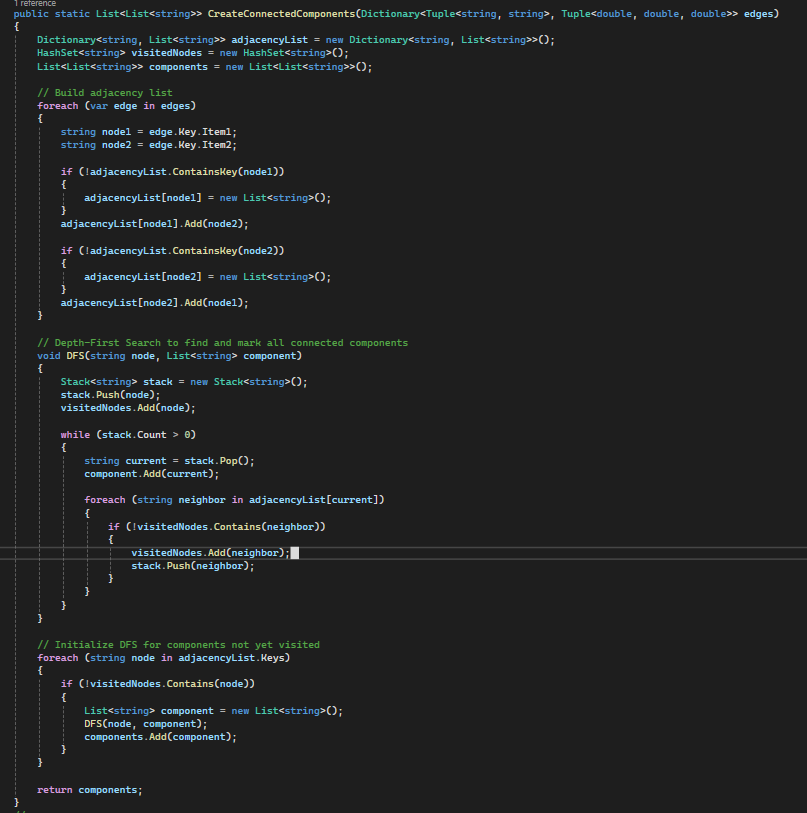 1 reference
public static List<List<string>> CreateConnectedComponents(Dictionary<Tuple<string, string>, Tuple<double, double, double>> edges)
{
    Dictionary<string, List<string>> adjacencyList = new Dictionary<string, List<string>>();
    HashSet<string> visitedNodes = new HashSet<string>();
    List<List<string>> components = new List<List<string>>();

    // Build adjacency list
    foreach (var edge in edges)
    {
        string node1 = edge.Key.Item1;
        string node2 = edge.Key.Item2;

        if (!adjacencyList.ContainsKey(node1))
        {
            adjacencyList[node1] = new List<string>();
        }
        adjacencyList[node1].Add(node2);

        if (!adjacencyList.ContainsKey(node2))
        {
            adjacencyList[node2] = new List<string>();
        }
        adjacencyList[node2].Add(node1);
    }

    // Depth-First Search to find and mark all connected components
    void DFS(string node, List<string> component)
    {
        Stack<string> stack = new Stack<string>();
        stack.Push(node);
        visitedNodes.Add(node);

        while (stack.Count > 0)
        {
            string current = stack.Pop();
            component.Add(current);

            foreach (string neighbor in adjacencyList[current])
            {
                if (!visitedNodes.Contains(neighbor))
                {
                    visitedNodes.Add(neighbor);
                    stack.Push(neighbor);
                }
            }
        }
    }

    // Initialize DFS for components not yet visited
    foreach (string node in adjacencyList.Keys)
    {
        if (!visitedNodes.Contains(node))
        {
            List<string> component = new List<string>();
            DFS(node, component);
            components.Add(component);
        }
    }

    return components;
}